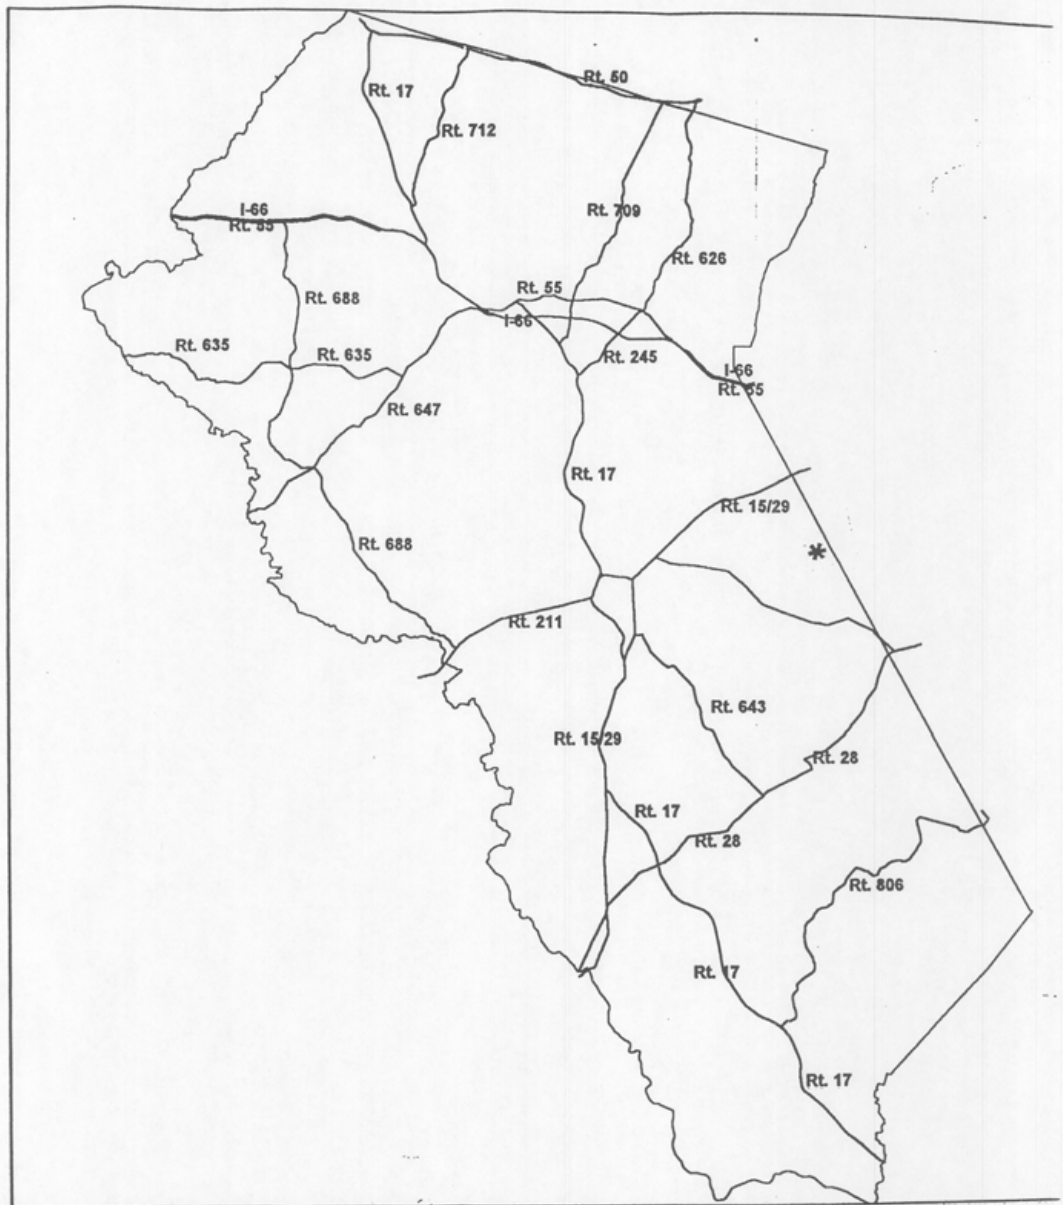 Rt. 50
Rt. 17
Rt. 712
Rt. 709
I-66
Rt. 55
Rt. 626
Rt. 688
Rt. 55
I-66
Rt. 635
Rt. 635
Rt. 245
I-66
Rt. 55
Rt. 647
Rt. 17
Rt. 15/29
*
Rt. 688
Rt. 211
Rt. 643
Rt. 15/29
Rt. 28
Rt. 17
Rt. 28
Rt. 806
Rt. 17
Rt. 17